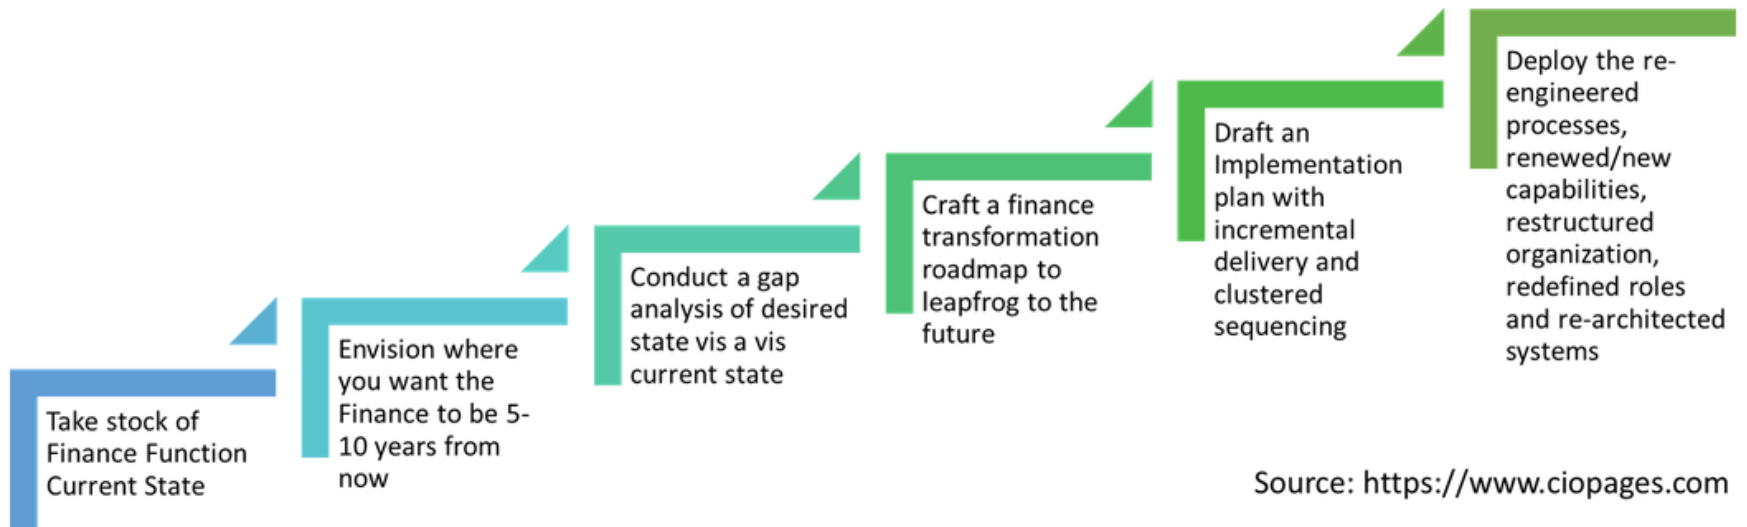 Take stock of
Finance Function
Current State
Envision where
you want the
Finance to be 5-
10 years from
now
Conduct a gap
analysis of desired
state vis a vis
current state
Craft a finance
transformation
roadmap to
leapfrog to the
future
Draft an
Implementation
plan with
incremental
delivery and
clustered
sequencing
Deploy the re-
engineered
processes,
renewed/new
capabilities,
restructured
organization,
redefined roles
and re-architected
systems
Source: https://www.ciopages.com